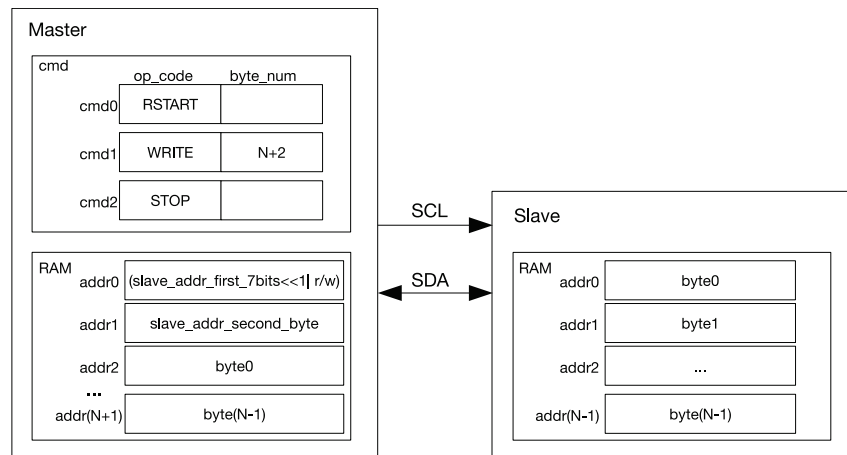 Master
cmd
op_code byte_num
cmd0 RSTART
cmd1 WRITE N+2
cmd2 STOP
RAM
addr0 (slave_addr_first_7bits<<1| r/w)
addr1 slave_addr_second_byte
addr2 byte0
...
addr(N+1) byte(N-1)
SCL
SDA
Slave
RAM
addr0 byte0
addr1 byte1
addr2 ...
addr(N-1) byte(N-1)